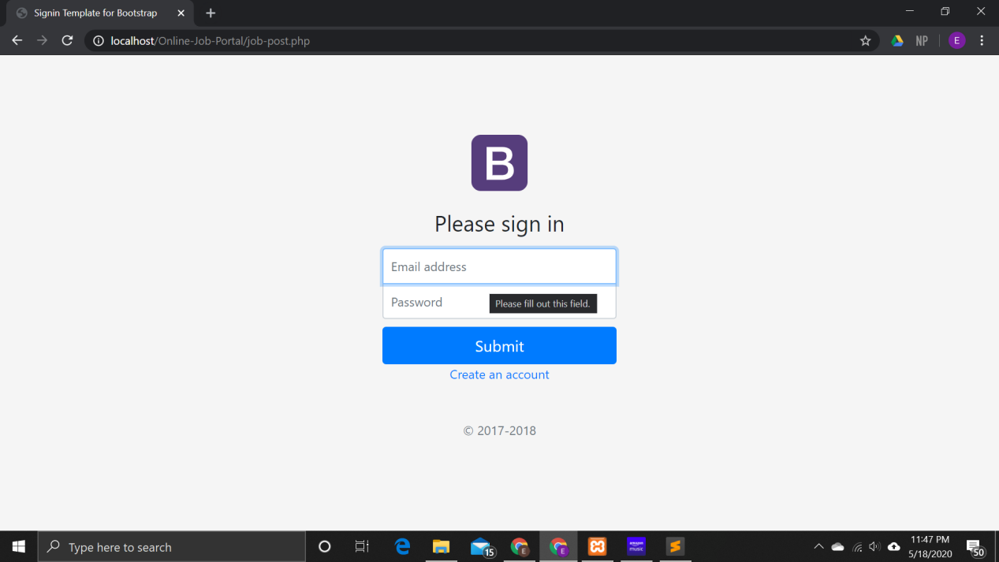 Signin Template for Bootstrap
localhost/Online-Job-Portal/job-post.php
NP
E
B
Please sign in
Email address
Password
Please fill out this field.
Submit
Create an account
© 2017-2018
Type here to search
15
E
E
amazon music
11:47 PM
5/18/2020
50